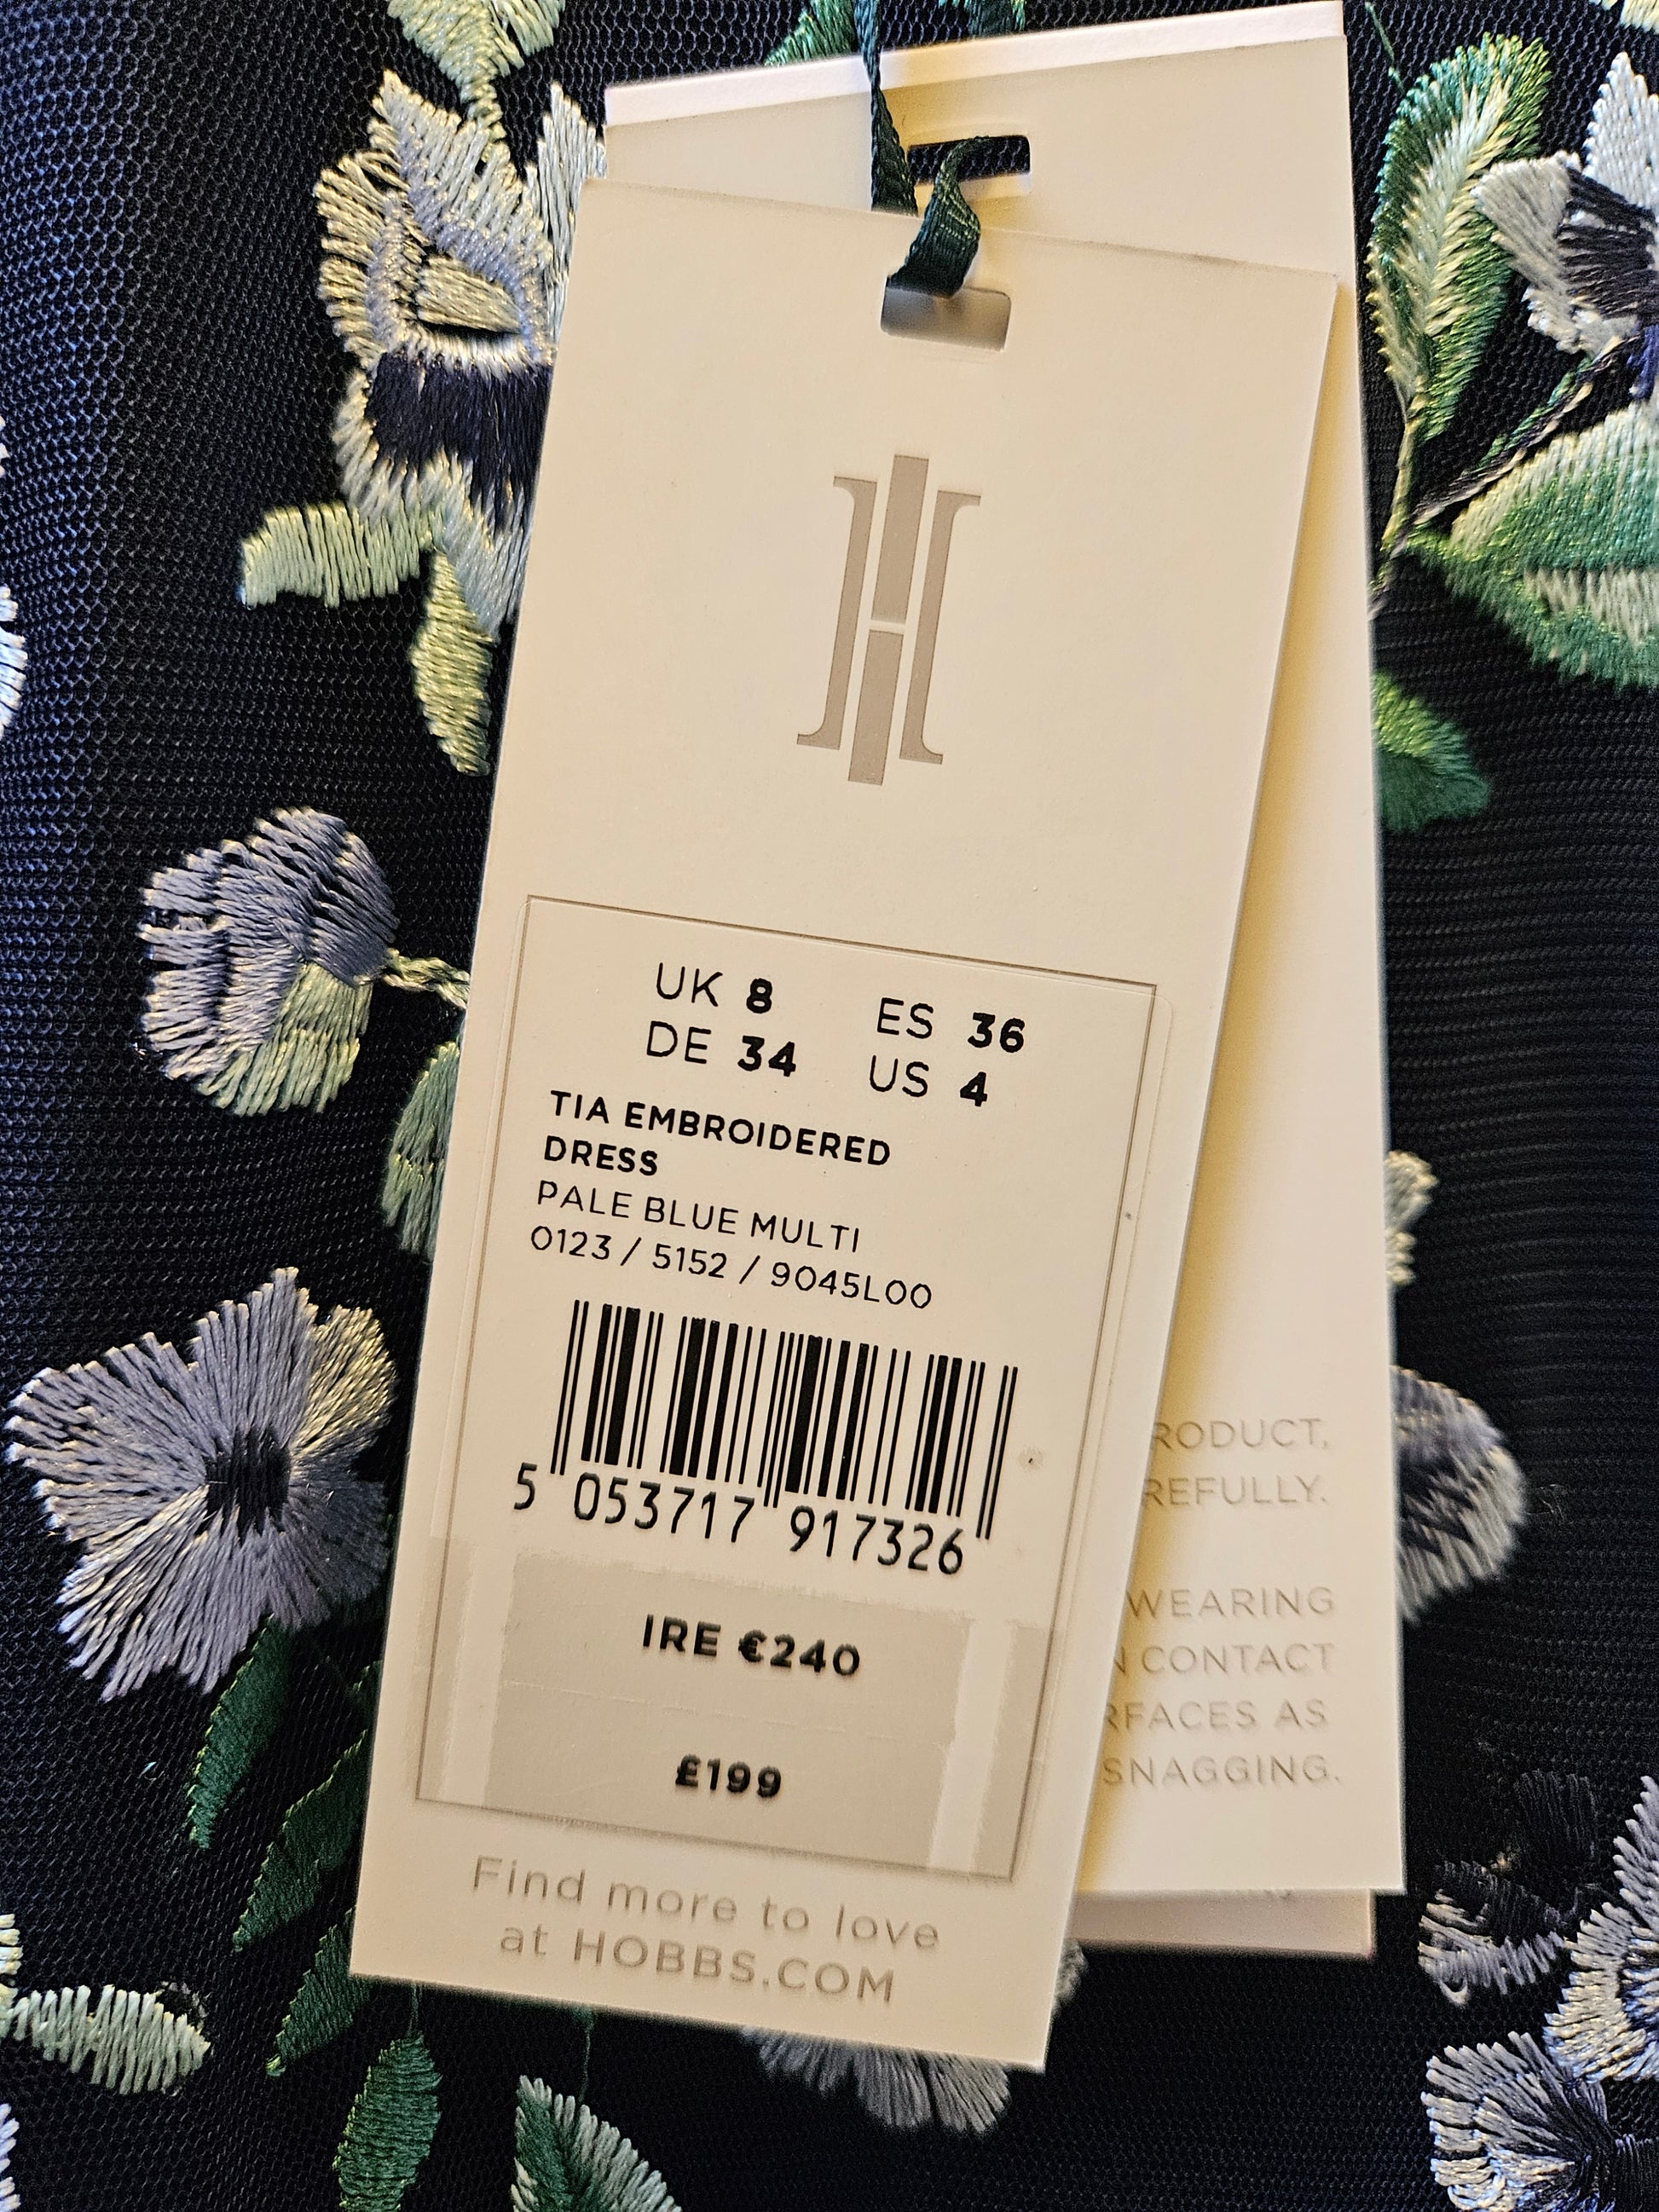 UK 8 ES 36
DE 34 US 4
TIA EMBROIDERED
DRESS
PALE BLUE MULTI
0123 / 5152 / 9045L00
5 053717 917326
IRE €240
£199
Find more to love
at HOBBS.COM
RODUCT,
REFULLY.
WEARING
N CONTACT
RFACES AS
SNAGGING.